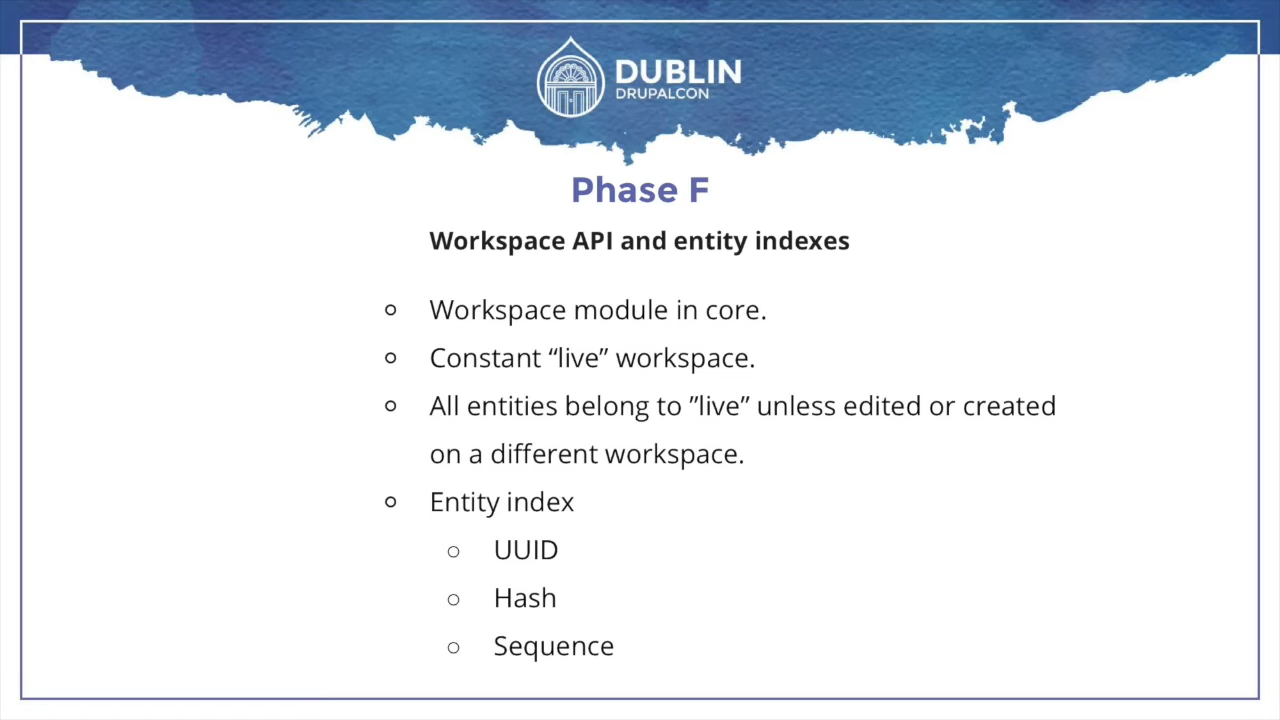 DUBLIN
DRUPALCON
Phase F
Workspace API and entity indexes
Workspace module in core.
Constant “live” workspace.
All entities belong to ”live” unless edited or created
on a different workspace.
Entity index
UUID
Hash
Sequence